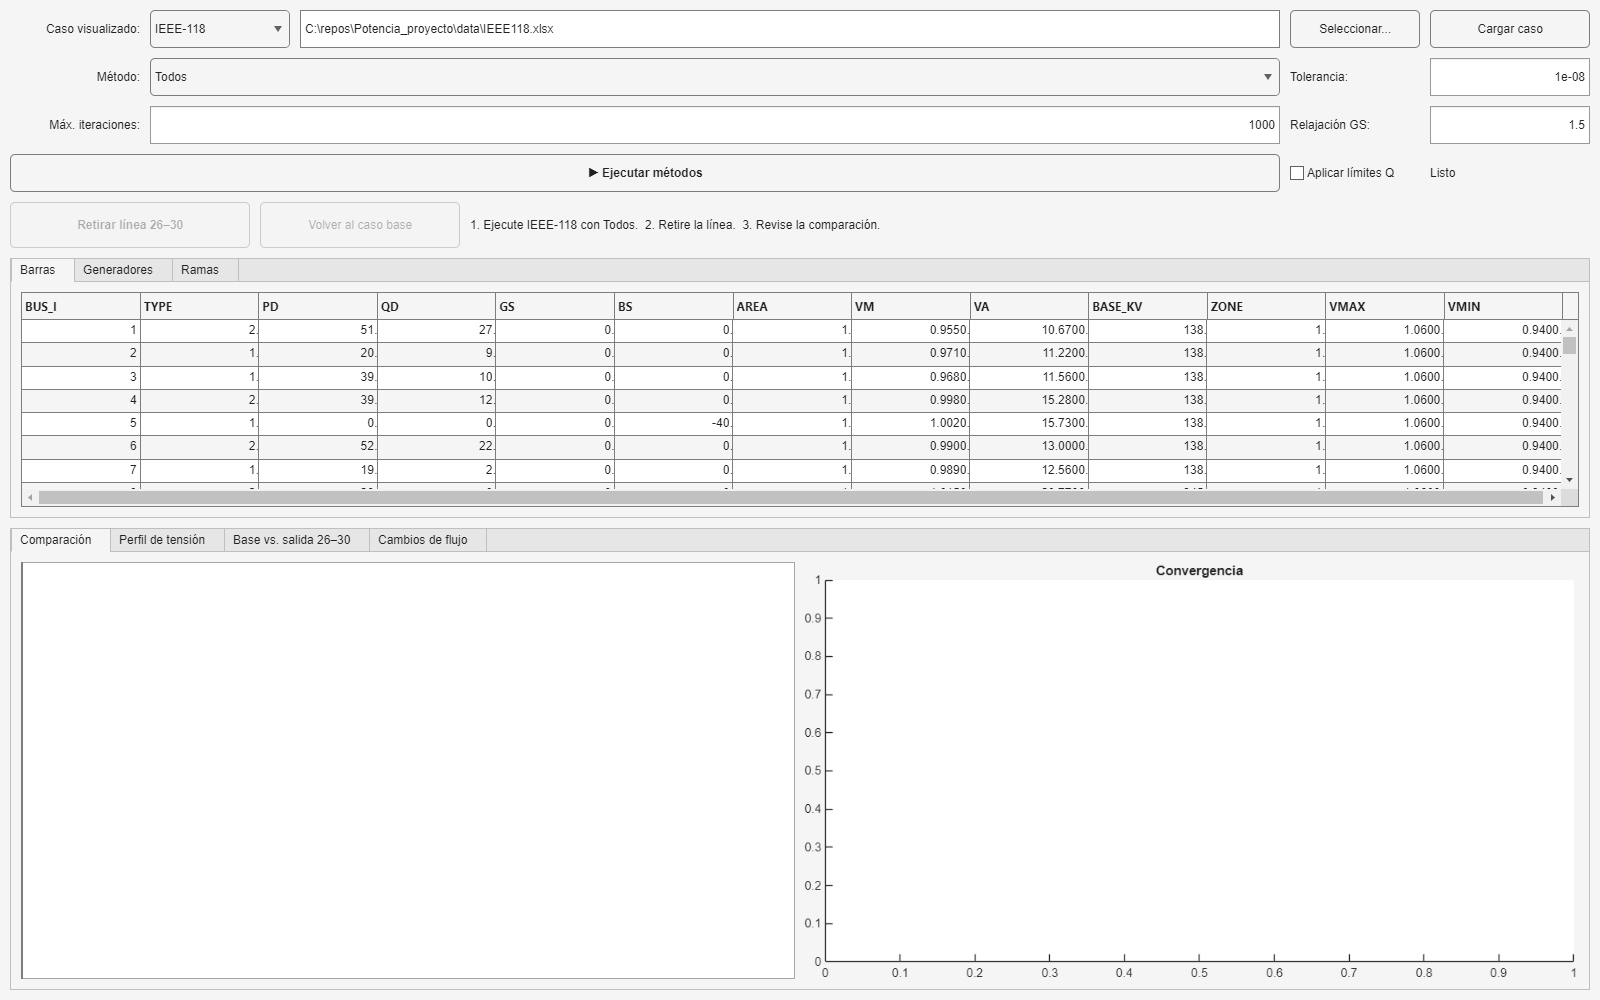 Caso visualizado: IEEE-118 C:\repos\Potencia_proyecto\data\IEEE118.xlsx Seleccionar... Cargar caso
Método: Todos Tolerancia: 1e-08
Máx. iteraciones: 1000 Relajación GS: 1.5
▶ Ejecutar métodos Aplicar límites Q Listo
Retirar línea 26–30 Volver al caso base 1. Ejecute IEEE-118 con Todos. 2. Retire la línea. 3. Revise la comparación.
Barras Generadores Ramas
BUS_I TYPE PD QD GS BS AREA VM VA BASE_KV ZONE VMAX VMIN
1 2. 51. 27. 0. 0. 1. 0.9550. 10.6700. 138. 1. 1.0600. 0.9400.
2 1. 20. 9. 0. 0. 1. 0.9710. 11.2200. 138. 1. 1.0600. 0.9400.
3 1. 39. 10. 0. 0. 1. 0.9680. 11.5600. 138. 1. 1.0600. 0.9400.
4 2. 39. 12. 0. 0. 1. 0.9980. 15.2800. 138. 1. 1.0600. 0.9400.
5 1. 0. 0. 0. -40. 1. 1.0020. 15.7300. 138. 1. 1.0600. 0.9400.
6 2. 52. 22. 0. 0. 1. 0.9900. 13.0000. 138. 1. 1.0600. 0.9400.
7 1. 19. 2. 0. 0. 1. 0.9890. 12.5600. 138. 1. 1.0600. 0.9400.
Comparación Perfil de tensión Base vs. salida 26–30 Cambios de flujo
Convergencia
1
0.9
0.8
0.7
0.6
0.5
0.4
0.3
0.2
0.1
0
0 0.1 0.2 0.3 0.4 0.5 0.6 0.7 0.8 0.9 1